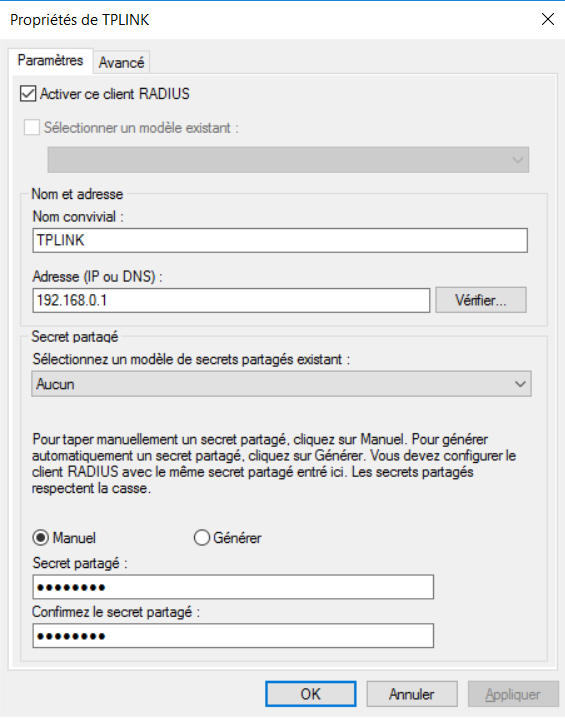 Propriétés de TPLINK
Paramètres
Avancé
Activer ce client RADIUS
Sélectionner un modèle existant :
Nom et adresse
Nom convivial :
TPLINK
Adresse (IP ou DNS) :
192.168.0.1
Vérifier...
Secret partagé
Sélectionnez un modèle de secrets partagés existant :
Aucun
Pour taper manuellement un secret partagé, cliquez sur Manuel. Pour générer
automatiquement un secret partagé, cliquez sur Générer. Vous devez configurer le
client RADIUS avec le même secret partagé entré ici. Les secrets partagés
respectent la casse.
Manuel
Générer
Secret partagé :
••••••••
Confirmez le secret partagé :
••••••••
OK
Annuler
Appliquer